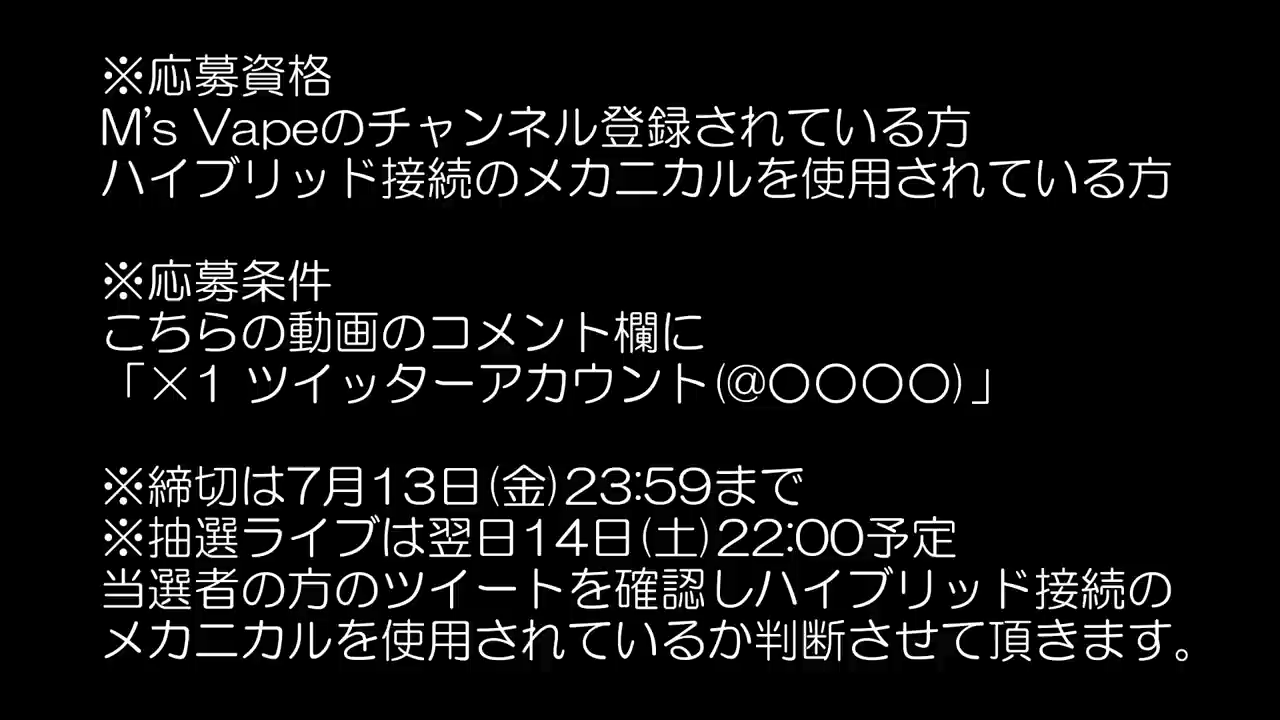 ※応募資格
M's Vapeのチャンネル登録されている方
ハイブリッド接続のメカニカルを使用されている方
※応募条件
こちらの動画のコメント欄に
「×1 ツイッターアカウント(@〇〇〇〇)」
※締切は7月13日(金)23:59まで
※抽選ライブは翌日14日(土)22:00予定
当選者の方のツイートを確認しハイブリッド接続の
メカニカルを使用されているか判断させて頂きます。